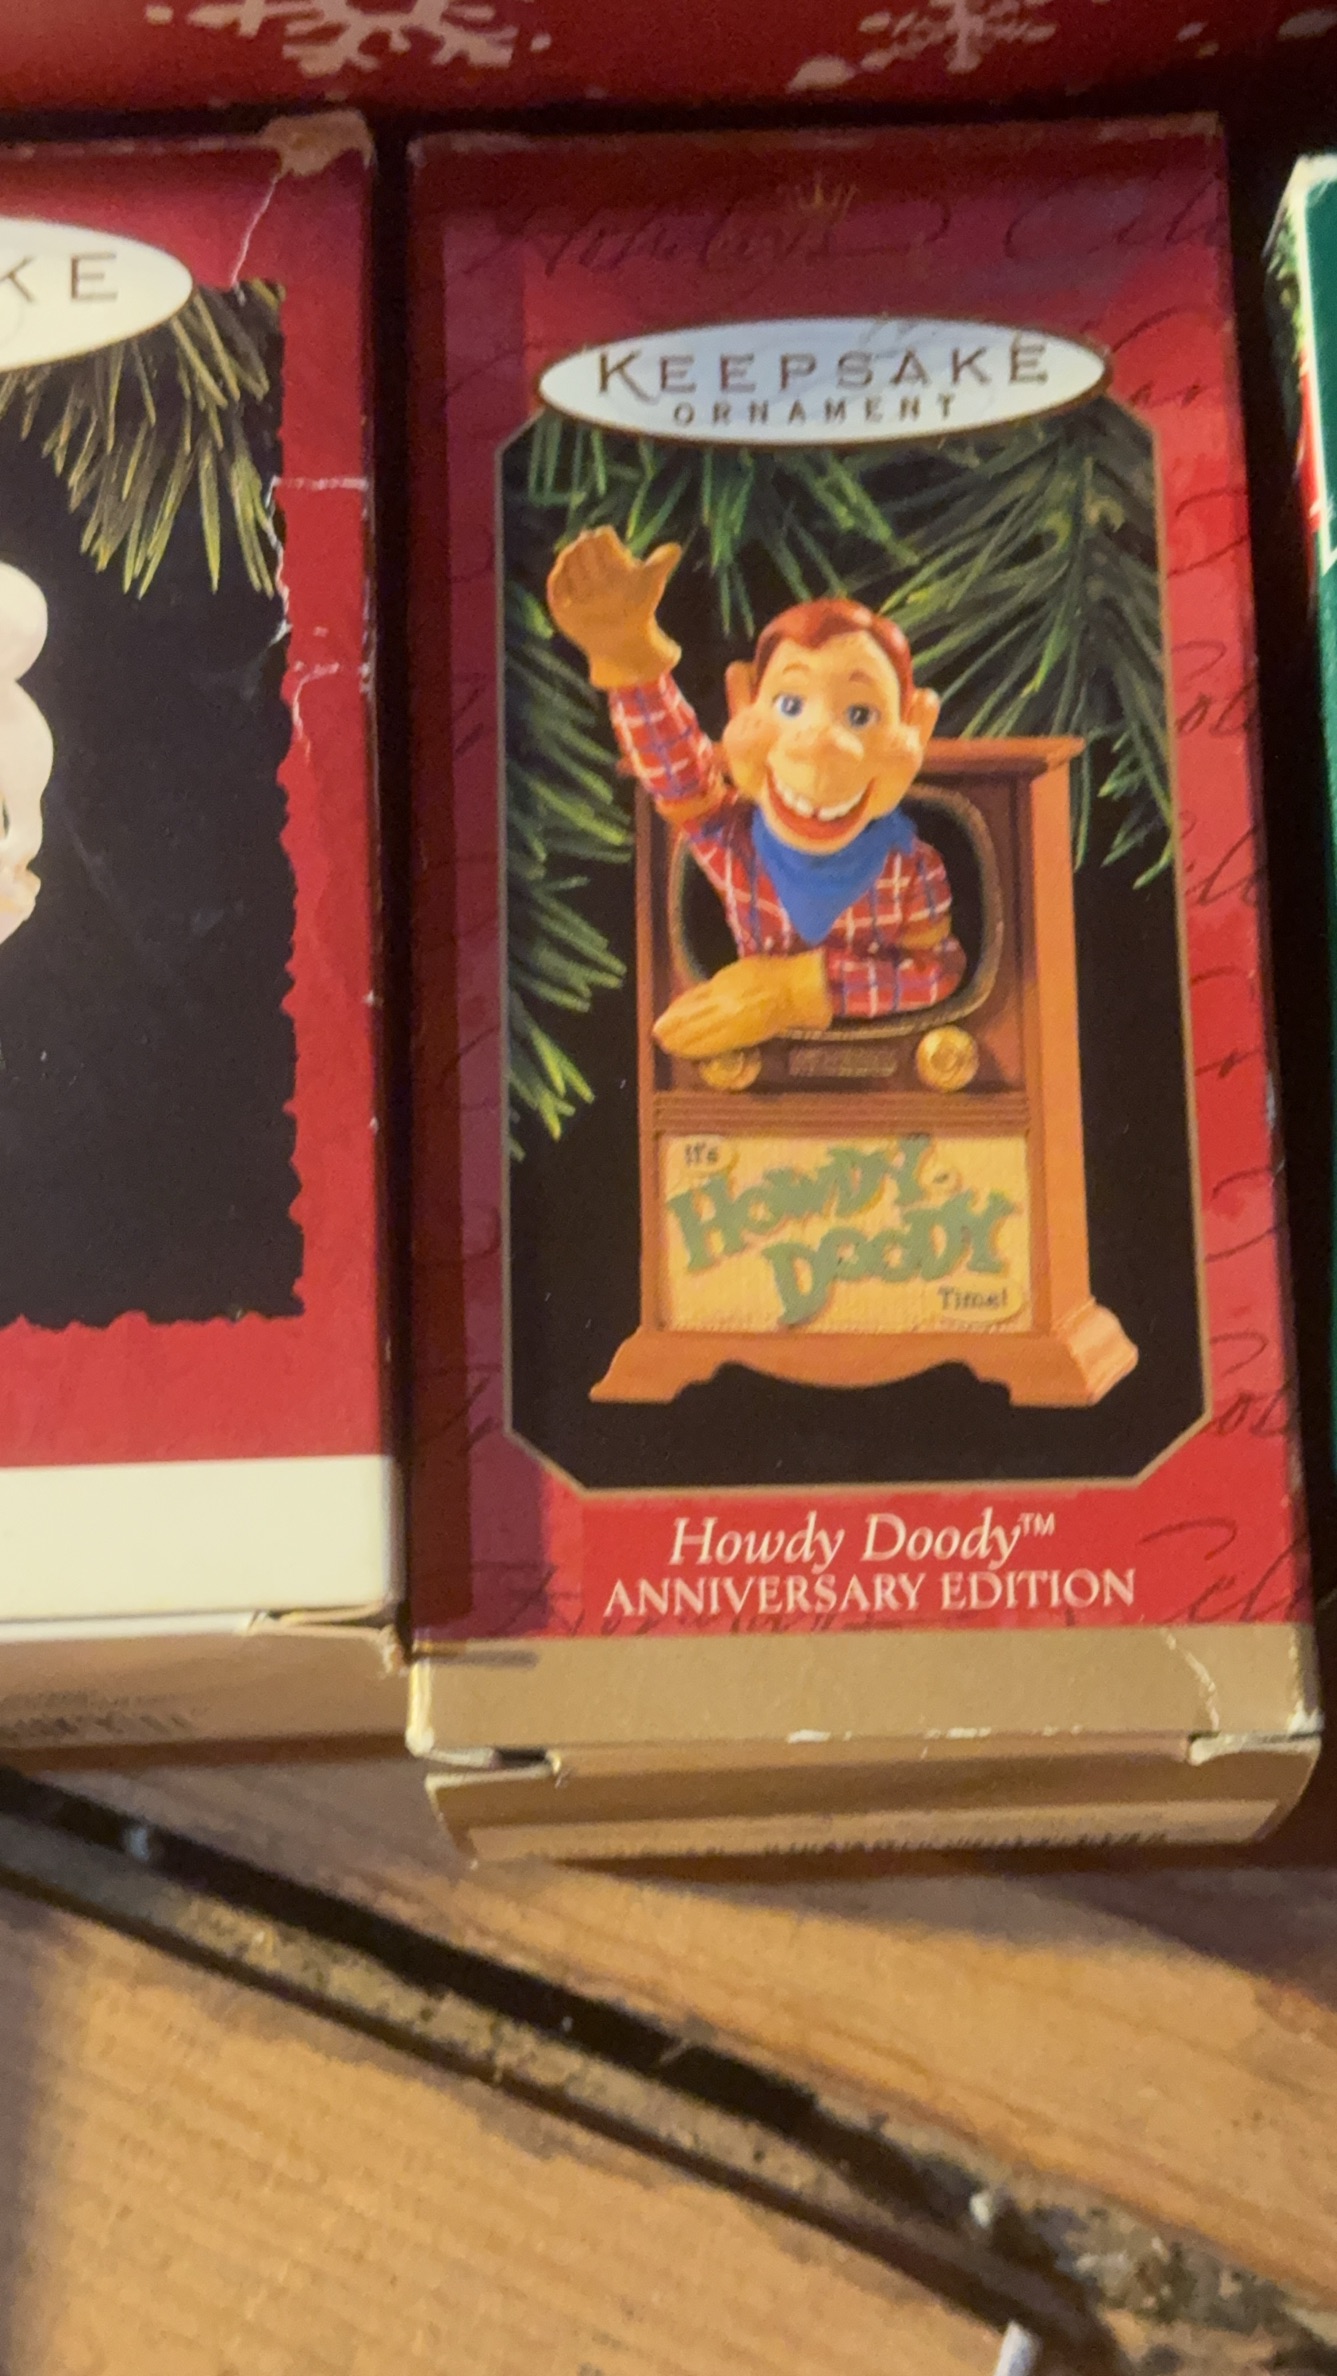 KE
KEEPSAKE
ORNAMENT
It's
HOWDY
DOODY
Time!
Howdy Doody™
ANNIVERSARY EDITION